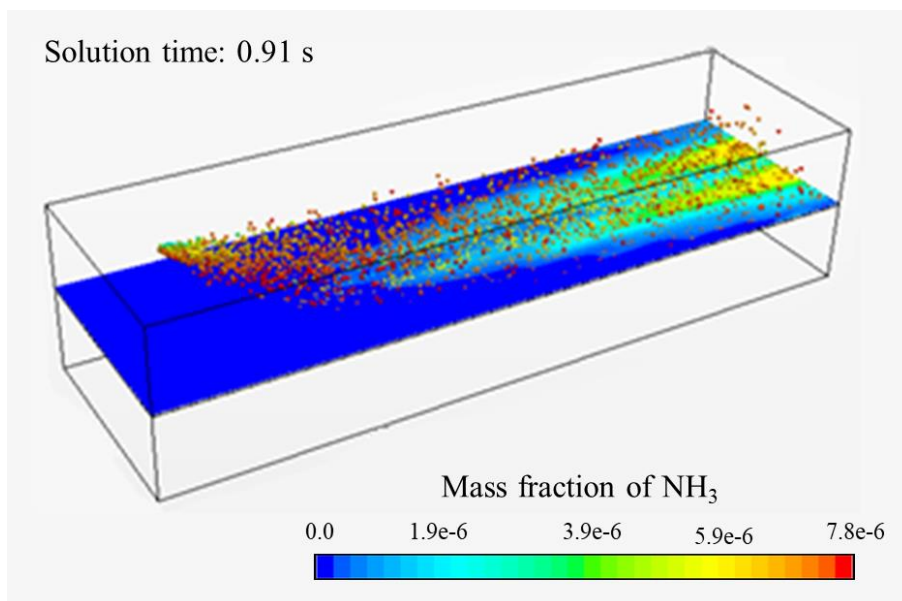 Solution time: 0.91 s
Mass fraction of NH₃
0.0 1.9e-6 3.9e-6 5.9e-6 7.8e-6